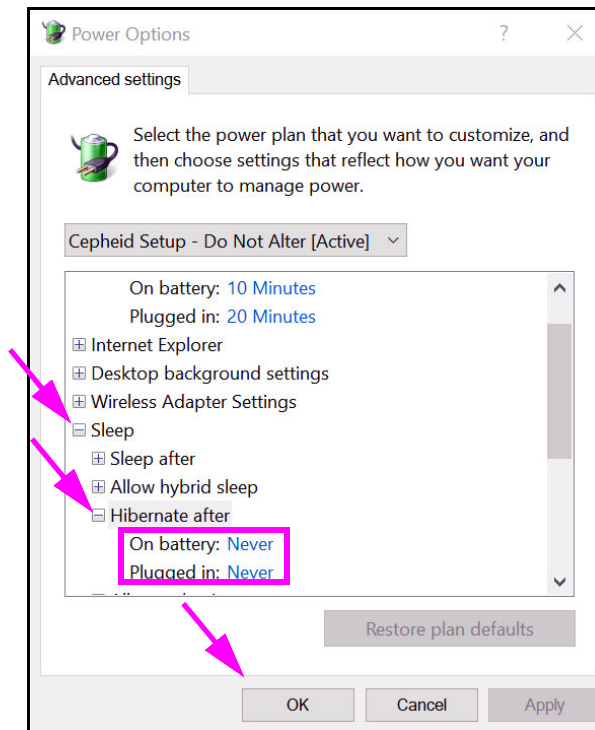 Power Options
?
Advanced settings
Select the power plan that you want to customize, and
then choose settings that reflect how you want your
computer to manage power.
Cepheid Setup - Do Not Alter [Active]
On battery: 10 Minutes
Plugged in: 20 Minutes
Internet Explorer
Desktop background settings
Wireless Adapter Settings
Sleep
Sleep after
Allow hybrid sleep
Hibernate after
On battery: Never
Plugged in: Never
Restore plan defaults
OK Cancel Apply